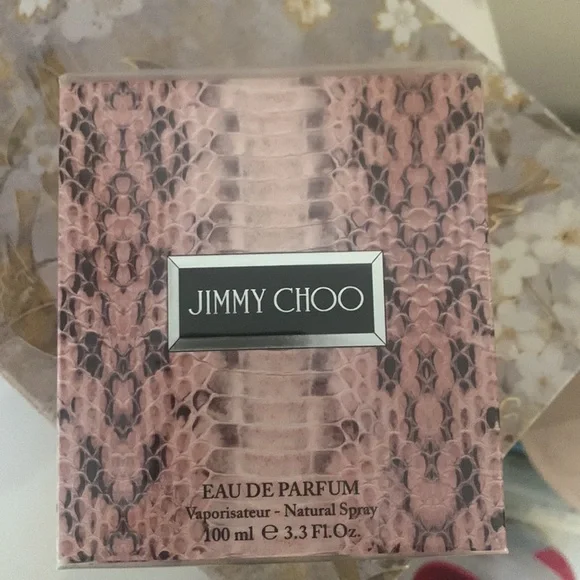 JIMMY CHOO
EAU DE PARFUM
Vaporisateur - Natural Spray
100 ml ℮ 3.3 Fl.Oz.